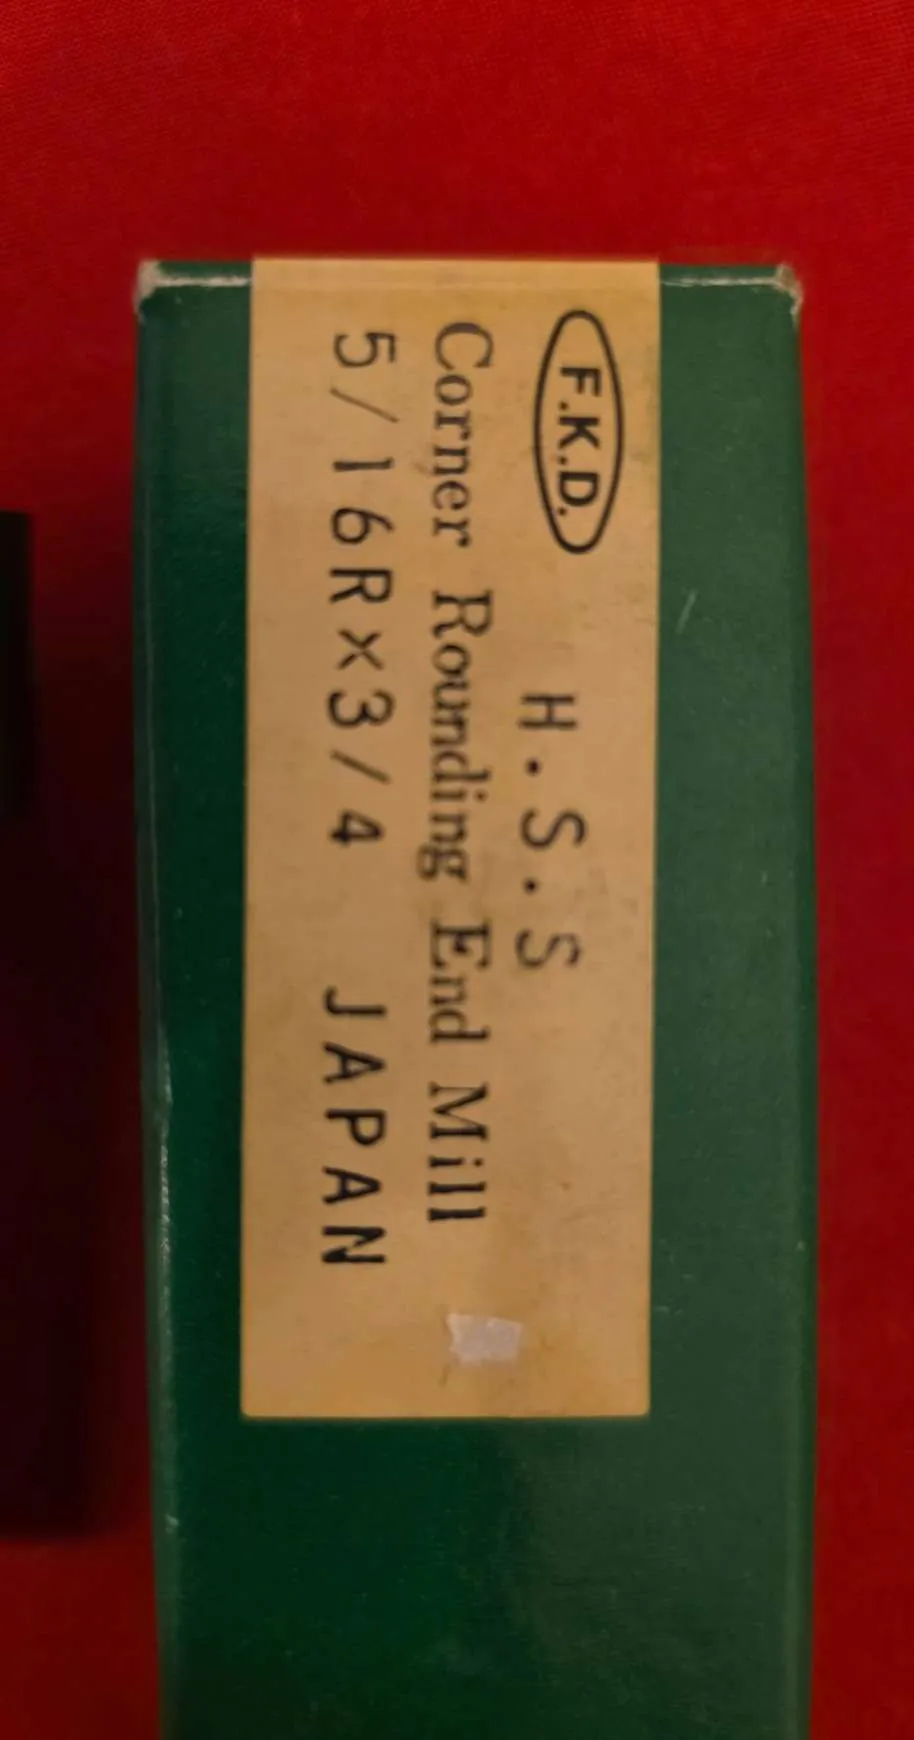 F.K.D.
H.S.S
Corner Rounding End Mill
5/16R×3/4 JAPAN